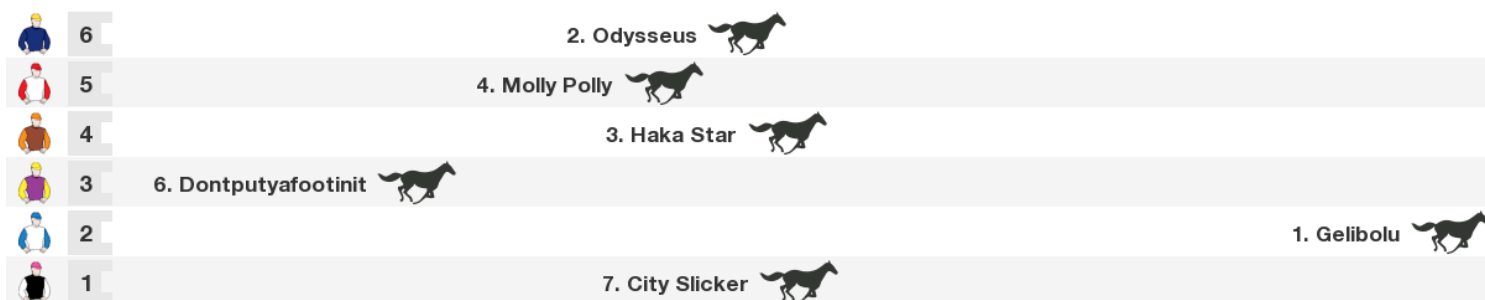 6 2. Odysseus
5 4. Molly Polly
4 3. Haka Star
3 6. Dontputyafootinit
2 1. Gelibolu
1 7. City Slicker